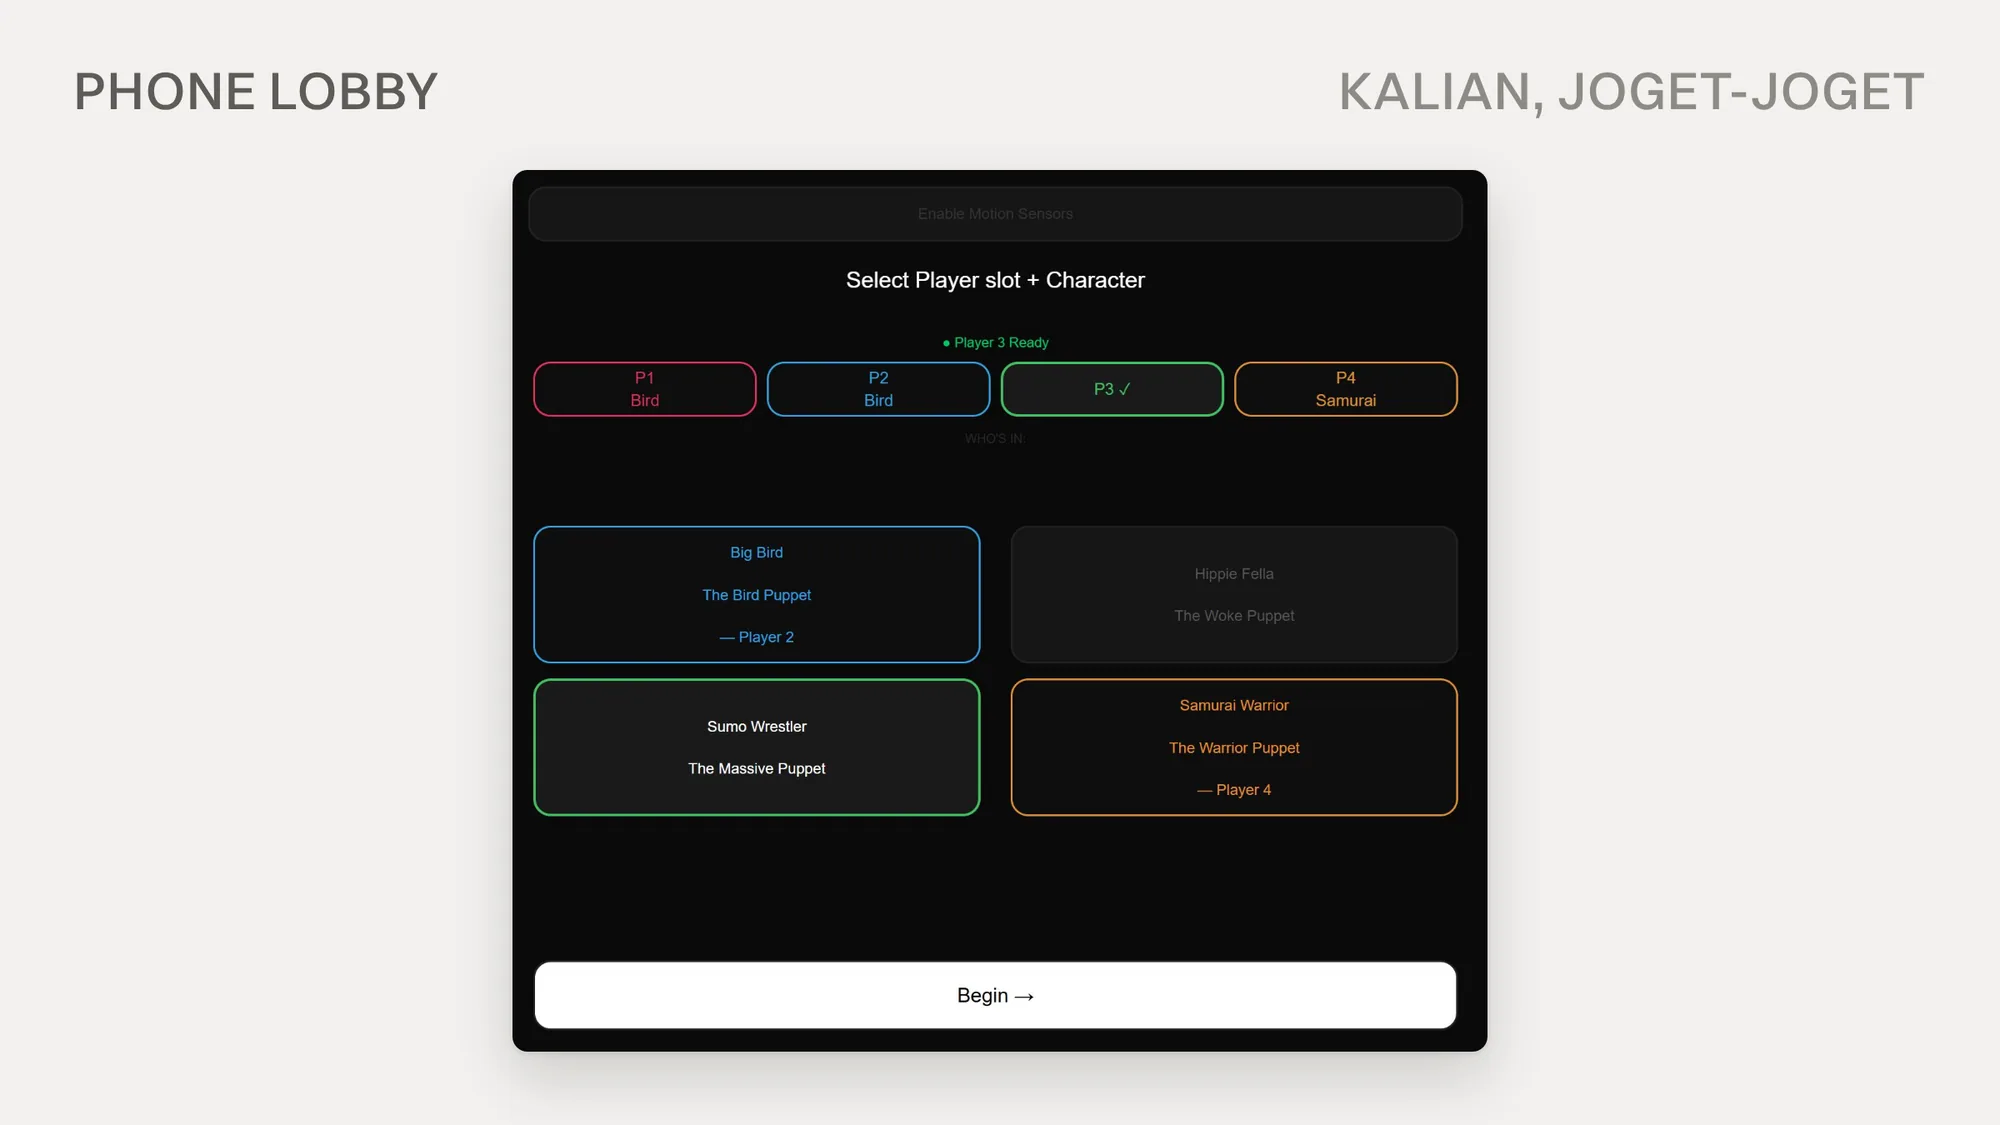 PHONE LOBBY
KALIAN, JOGET-JOGET
Enable Motion Sensors
Select Player slot + Character
● Player 3 Ready
P1
Bird
P2
Bird
P3 ✓
P4
Samurai
WHO'S IN:
Big Bird
The Bird Puppet
— Player 2
Hippie Fella
The Woke Puppet
Sumo Wrestler
The Massive Puppet
Samurai Warrior
The Warrior Puppet
— Player 4
Begin →